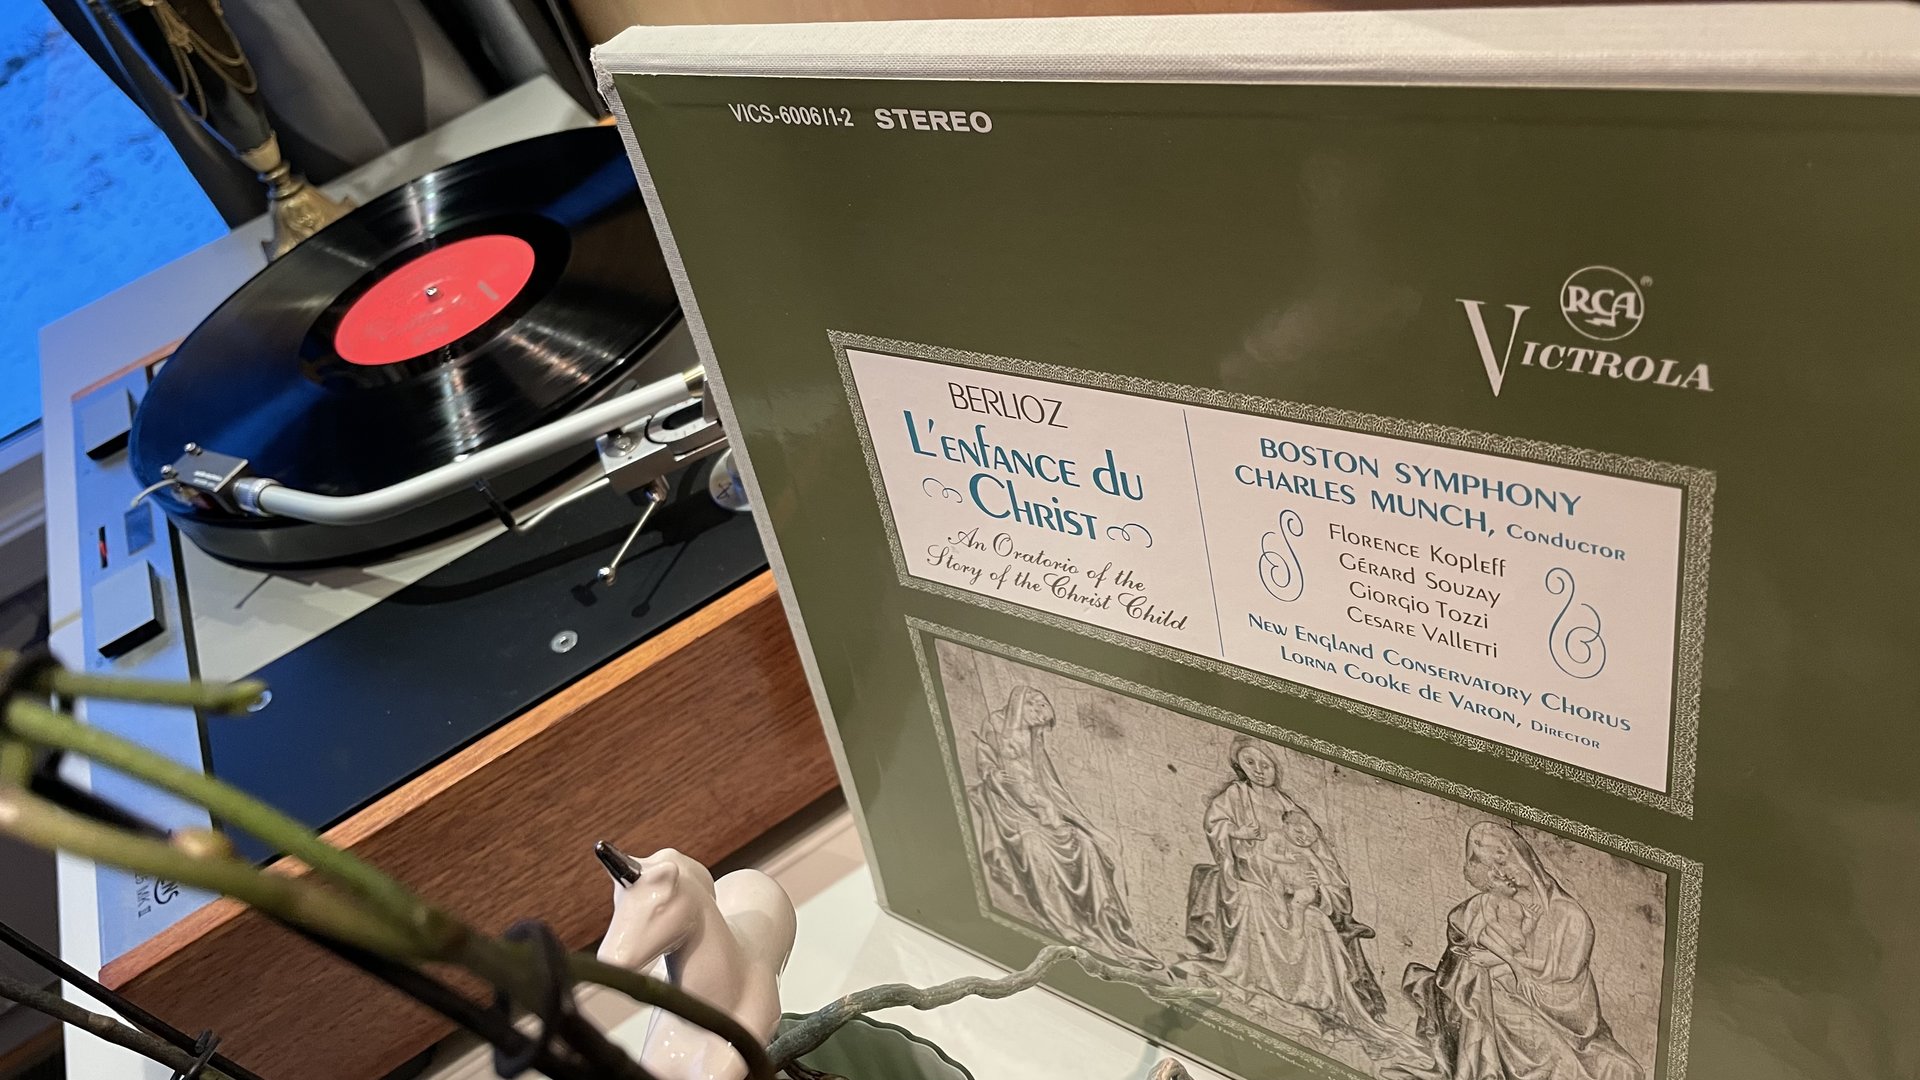 VICS-6006/1-2 STEREO
RCA
VICTROLA
BERLIOZ
L'ENFANCE du
CHRIST
An Oratorio of the
Story of the Christ Child
BOSTON SYMPHONY
CHARLES MUNCH, CONDUCTOR
FLORENCE KOPLEFF
GÉRARD SOUZAY
GIORGIO TOZZI
CESARE VALLETTI
NEW ENGLAND CONSERVATORY CHORUS
LORNA COOKE DE VARON, DIRECTOR